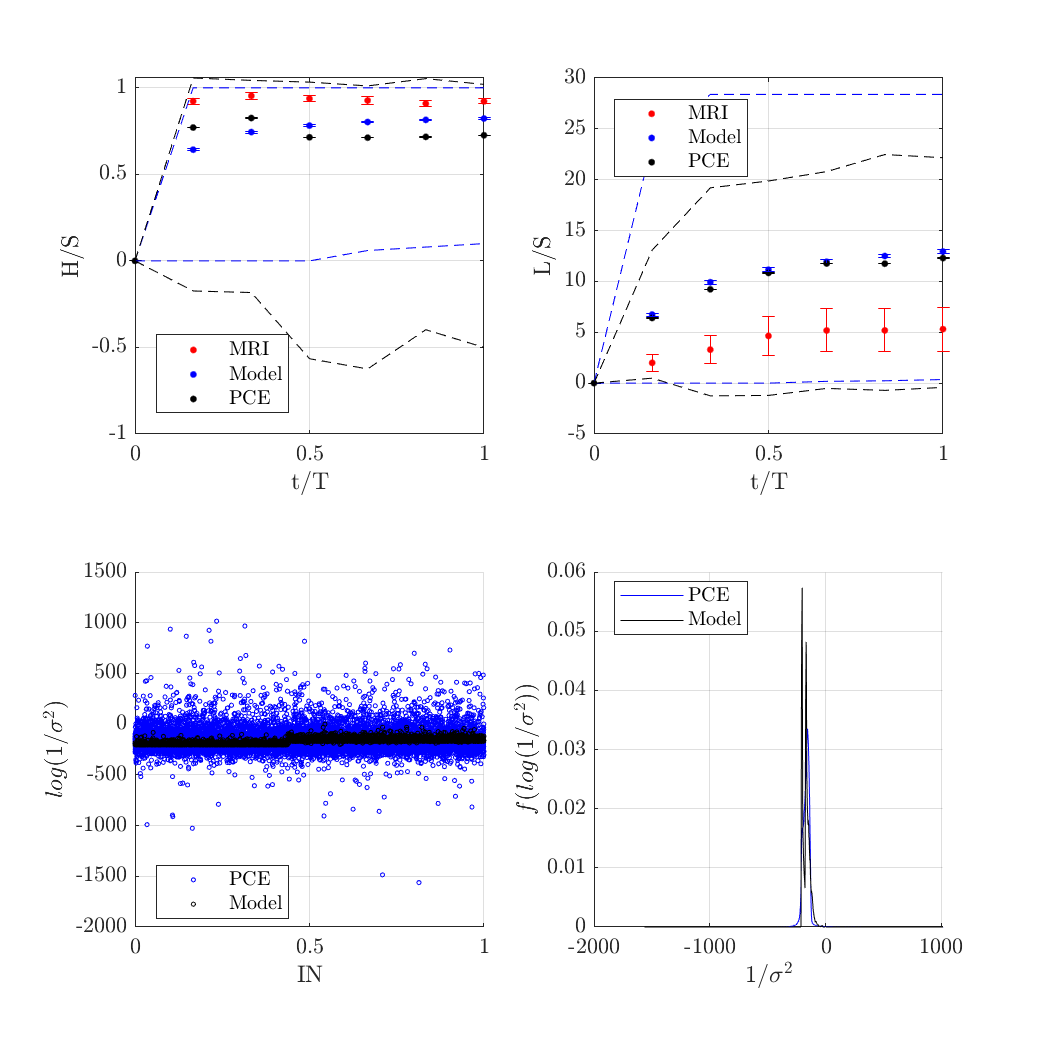 1
0.5
0
-0.5
-1
H/S
MRI
Model
PCE
0
0.5
1
t/T
30
25
20
15
10
5
0
-5
L/S
MRI
Model
PCE
0
0.5
1
t/T
1500
1000
500
0
-500
-1000
-1500
-2000
log(1/σ²)
PCE
Model
0
0.5
1
IN
0.06
0.05
0.04
0.03
0.02
0.01
0
f(log(1/σ²))
PCE
Model
-2000
-1000
0
1000
1/σ²